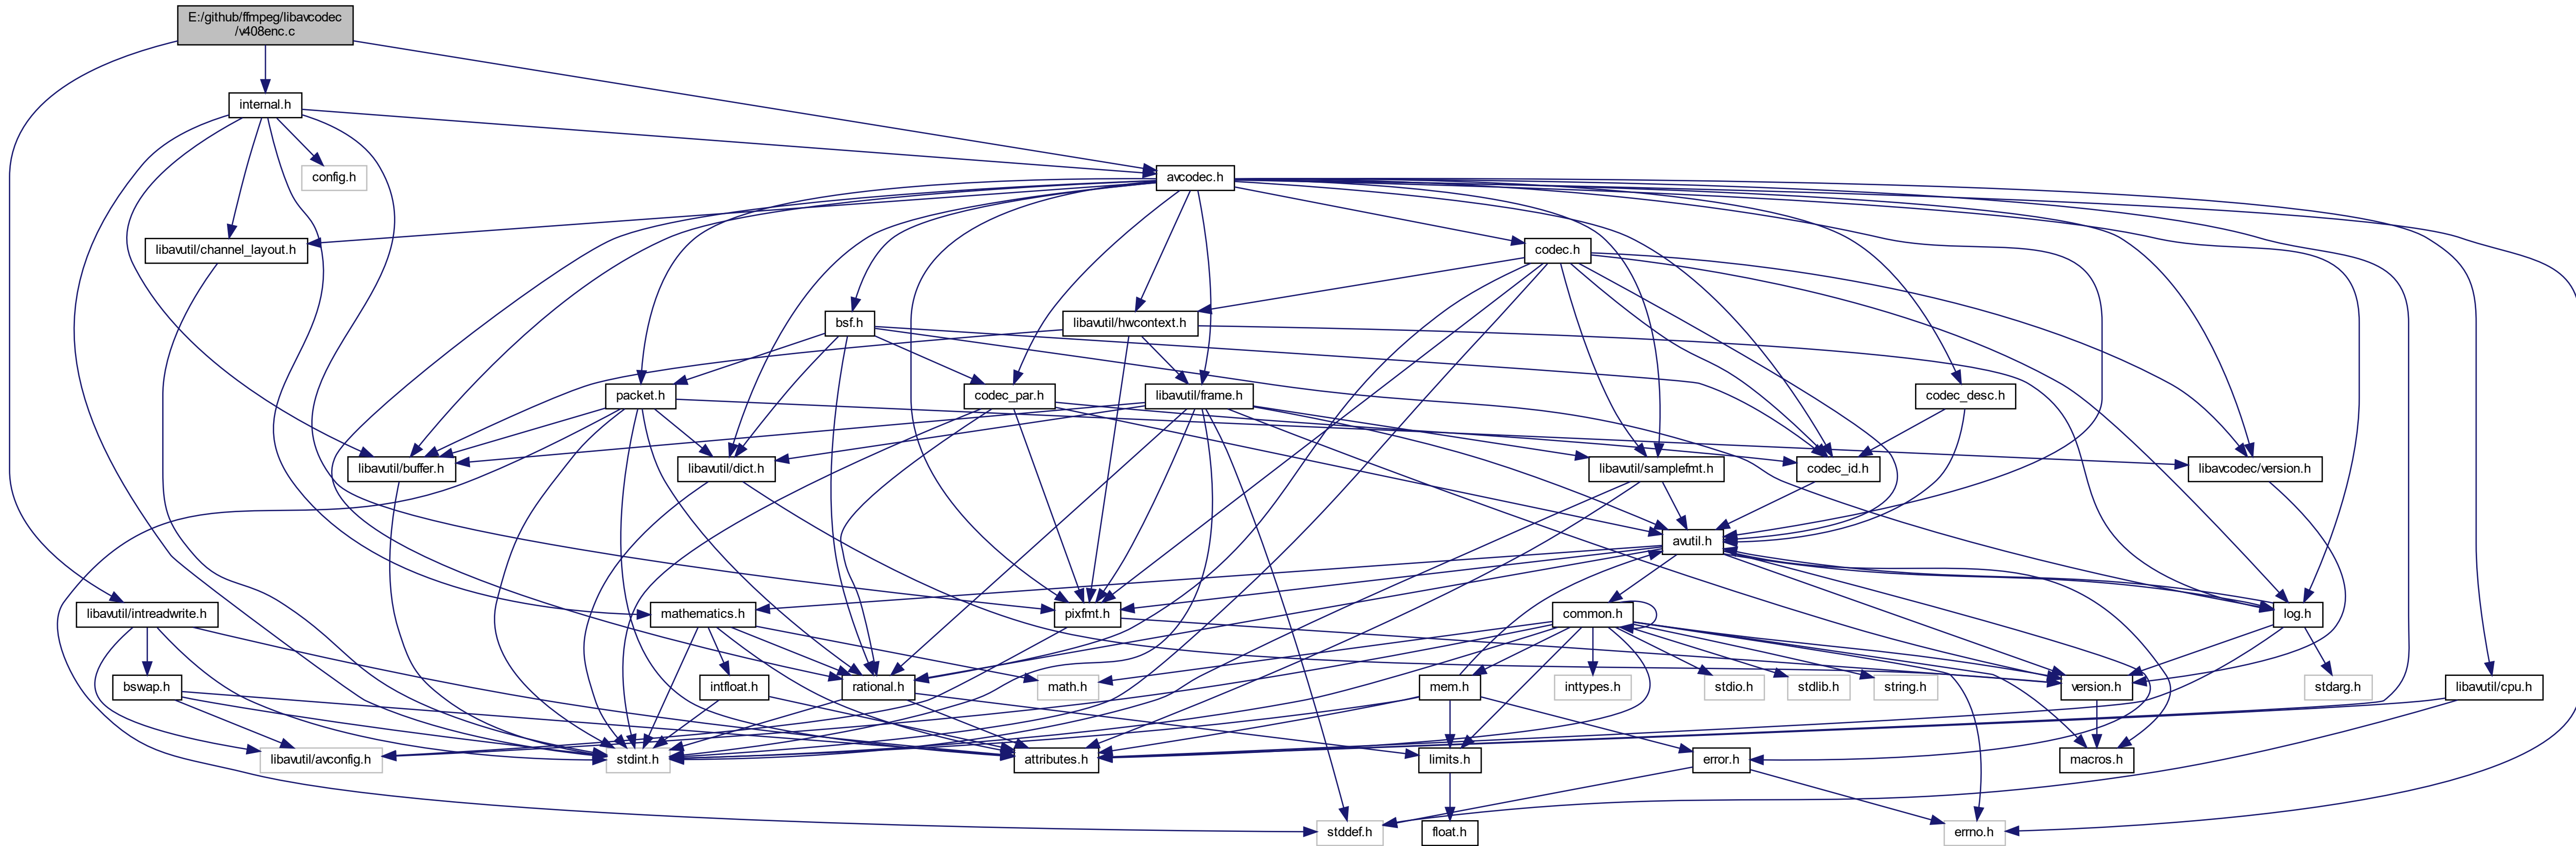 E:/github/ffmpeg/libavcodec
/v408enc.c
internal.h
config.h
avcodec.h
libavutil/channel_layout.h
codec.h
bsf.h
libavutil/hwcontext.h
packet.h
codec_par.h
libavutil/frame.h
codec_desc.h
libavutil/buffer.h
libavutil/dict.h
libavutil/samplefmt.h
codec_id.h
libavcodec/version.h
avutil.h
libavutil/intreadwrite.h
mathematics.h
pixfmt.h
common.h
log.h
bswap.h
intfloat.h
rational.h
math.h
mem.h
inttypes.h
stdio.h
stdlib.h
string.h
version.h
stdarg.h
libavutil/cpu.h
libavutil/avconfig.h
stdint.h
attributes.h
limits.h
error.h
macros.h
stddef.h
float.h
errno.h